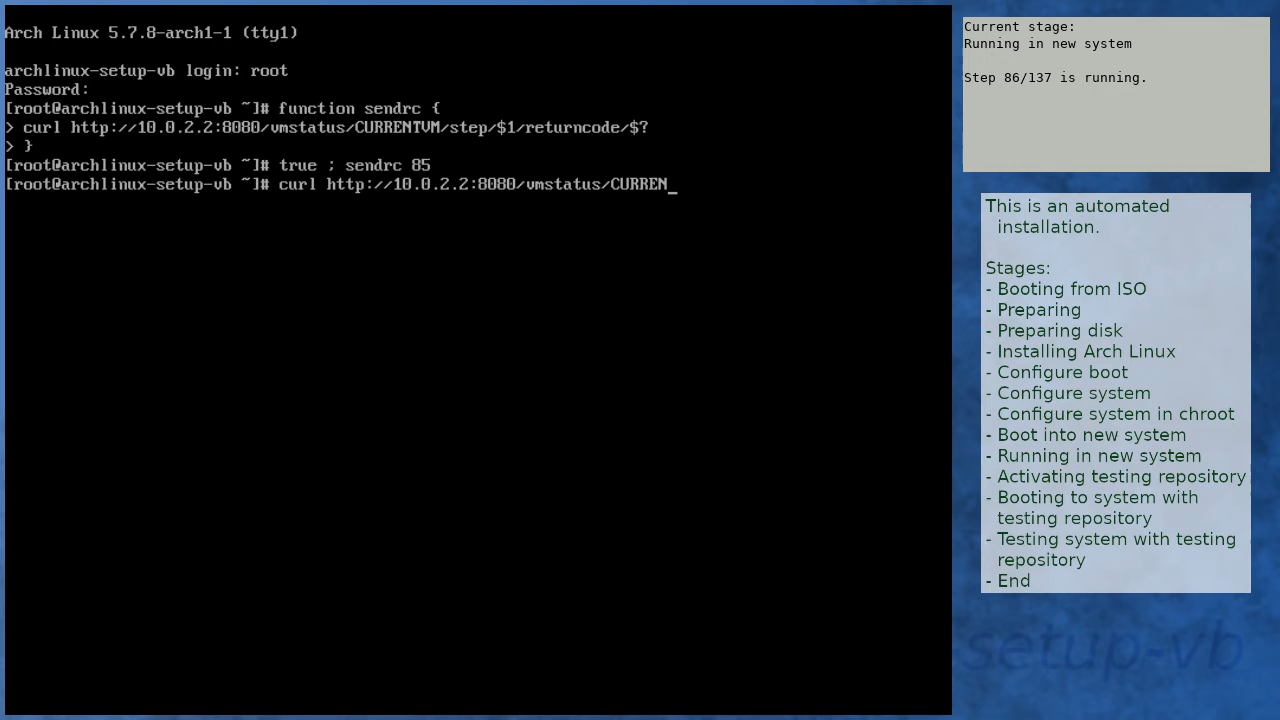 Arch Linux 5.7.8-arch1-1 (tty1)
archlinux-setup-vb login: root
Password:
[root@archlinux-setup-vb ~]# function sendrc {
> curl http://10.0.2.2:8080/vmstatus/CURRENTVM/step/$1/returncode/$?
> }
[root@archlinux-setup-vb ~]# true ; sendrc 85
[root@archlinux-setup-vb ~]# curl http://10.0.2.2:8080/vmstatus/CURREN_
Current stage:
Running in new system
Step 86/137 is running.
This is an automated
installation.
Stages:
- Booting from ISO
- Preparing
- Preparing disk
- Installing Arch Linux
- Configure boot
- Configure system
- Configure system in chroot
- Boot into new system
- Running in new system
- Activating testing repository
- Booting to system with
testing repository
- Testing system with testing
repository
- End
setup-vb